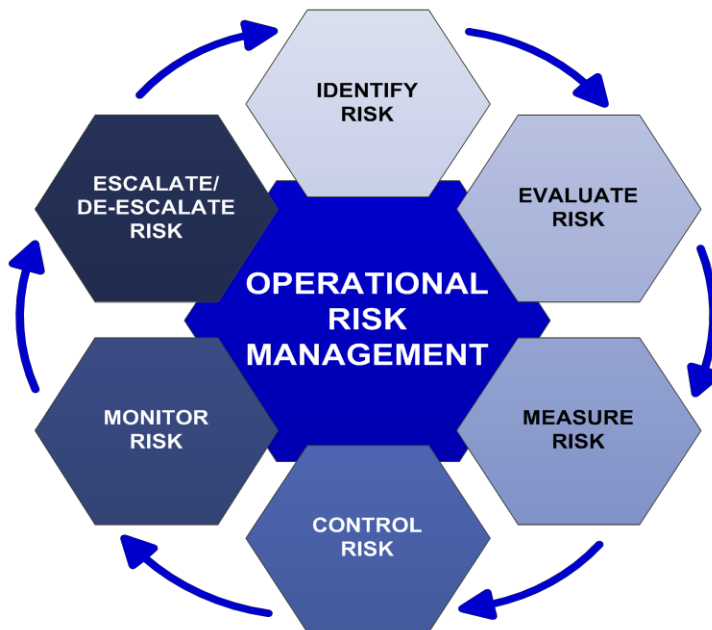 IDENTIFY
RISK
EVALUATE
RISK
MEASURE
RISK
CONTROL
RISK
MONITOR
RISK
ESCALATE/
DE-ESCALATE
RISK
OPERATIONAL
RISK
MANAGEMENT